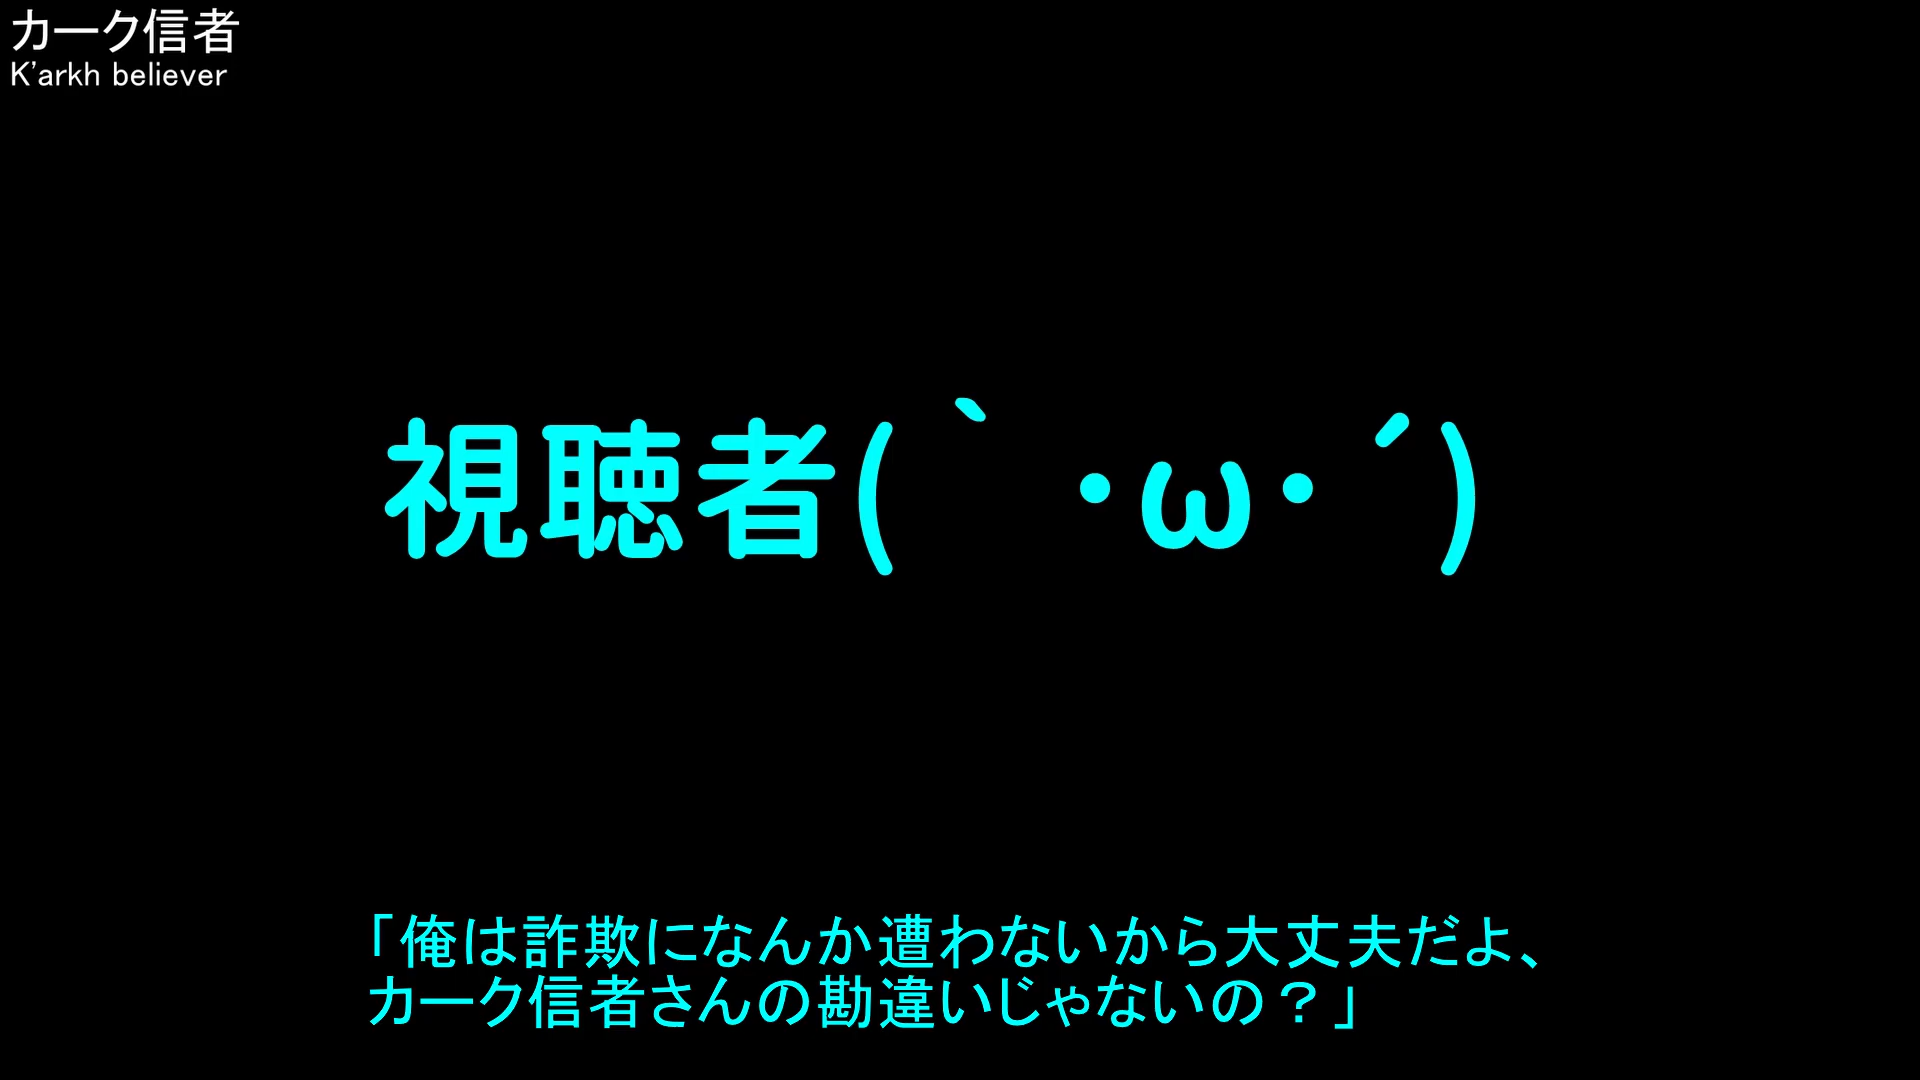 カーク信者
K'arkh believer
視聴者(｀・ω・´)
「俺は詐欺になんか遭わないから大丈夫だよ、
カーク信者さんの勘違いじゃないの？」